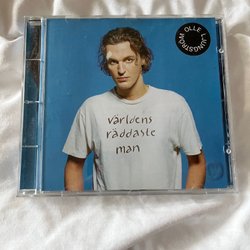 OLLE LJUNGSTRÖM
världens
räddaste
man